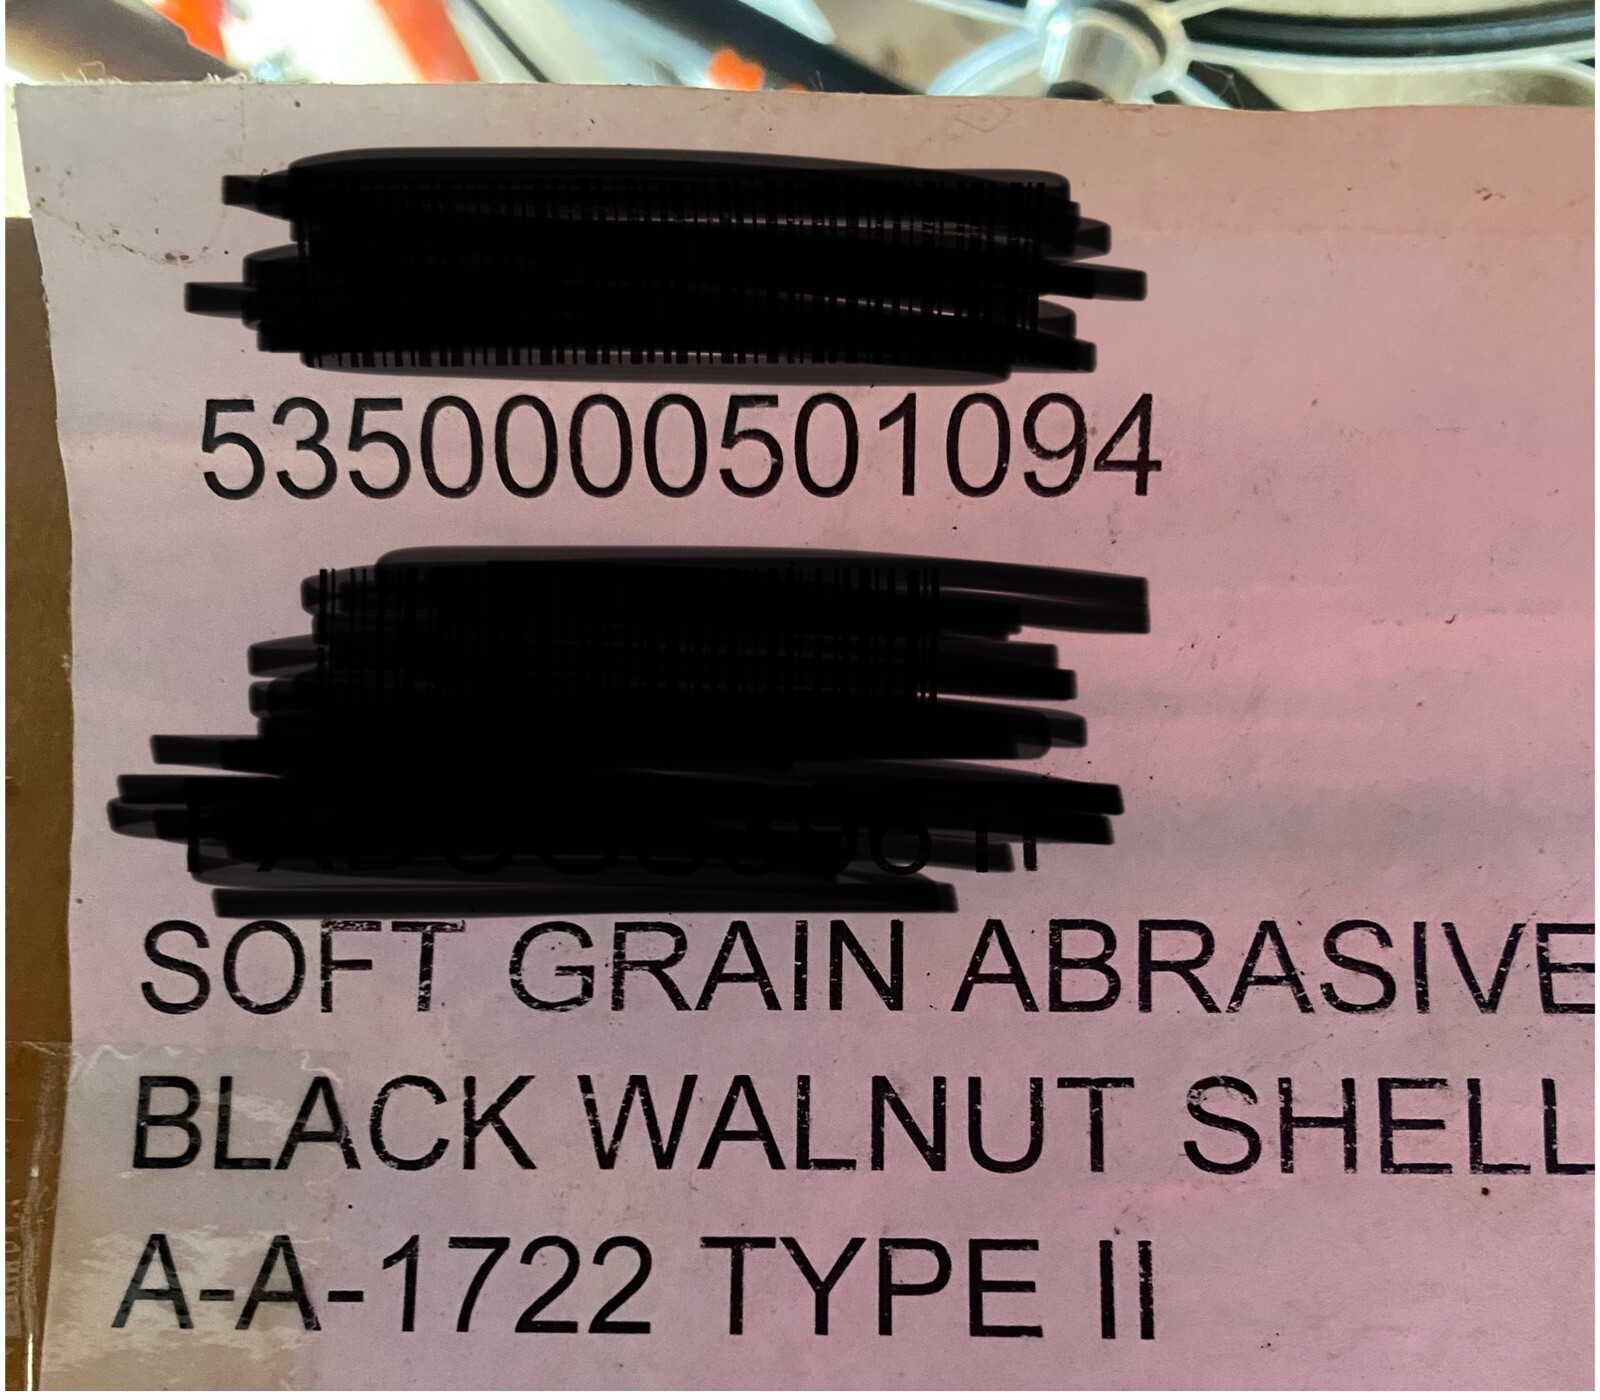 5350000501094
SOFT GRAIN ABRASIVE
BLACK WALNUT SHELL
A-A-1722 TYPE II